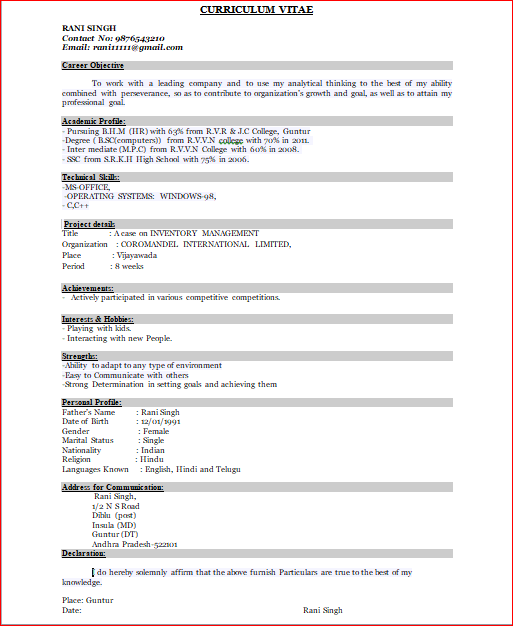 CURRICULUM VITAE
RANI SINGH
Contact No: 9876543210
Email: rani11111@gmail.com
Career Objective
To work with a leading company and to use my analytical thinking to the best of my ability
combined with perseverance, so as to contribute to organization's growth and goal, as well as to attain my
professional goal.
Academic Profile:
- Pursuing B.H.M (HR) with 63% from R.V.R & J.C College, Guntur
-Degree ( B.SC(computers)) from R.V.V.N college with 70% in 2011.
- Inter mediate (M.P.C) from R.V.V.N College with 60% in 2008.
- SSC from S.R.K.H High School with 75% in 2006.
Technical Skills:
-MS-OFFICE,
-OPERATING SYSTEMS: WINDOWS-98,
- C,C++
Project details
Title : A case on INVENTORY MANAGEMENT
Organization : COROMANDEL INTERNATIONAL LIMITED,
Place : Vijayawada
Period : 8 weeks
Achievements:
- Actively participated in various competitive competitions.
Interests & Hobbies:
- Playing with kids.
- Interacting with new People.
Strengths:
-Ability to adapt to any type of environment
-Easy to Communicate with others
-Strong Determination in setting goals and achieving them
Personal Profile:
Father's Name : Rani Singh
Date of Birth : 12/01/1991
Gender : Female
Marital Status : Single
Nationality : Indian
Religion : Hindu
Languages Known : English, Hindi and Telugu
Address for Communication:
Rani Singh,
1/2 N S Road
Diblu (post)
Insula (MD)
Guntur (DT)
Andhra Pradesh-522101
Declaration:
I do hereby solemnly affirm that the above furnish Particulars are true to the best of my
knowledge.
Place: Guntur
Date: Rani Singh